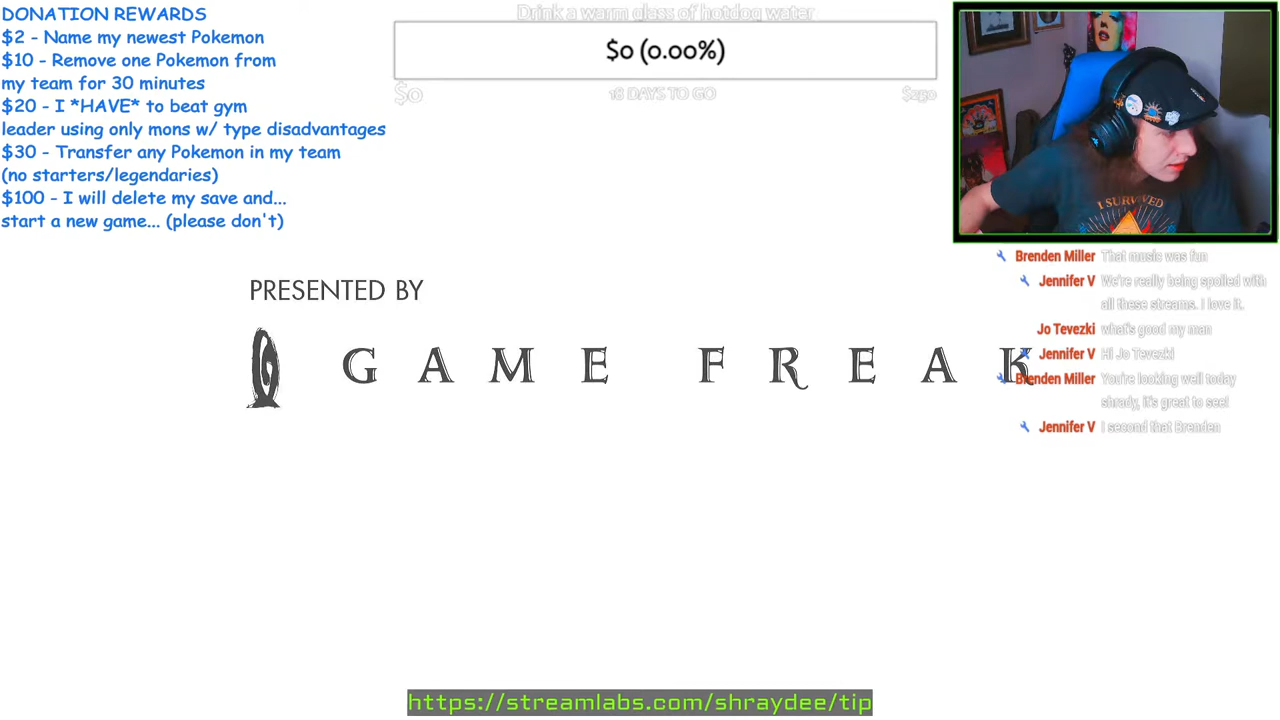 DONATION REWARDS
$2 - Name my newest Pokemon
$10 - Remove one Pokemon from
my team for 30 minutes
$20 - I *HAVE* to beat gym
leader using only mons w/ type disadvantages
$30 - Transfer any Pokemon in my team
(no starters/legendaries)
$100 - I will delete my save and...
start a new game... (please don't)
Drink a warm glass of hotdog water
$0 (0.00%)
$0 18 DAYS TO GO $250
I SURVIVED
Brenden Miller That music was fun
Jennifer V We're really being spoiled with
all these streams. I love it.
Jo Tevezki what's good my man
Jennifer V Hi Jo Tevezki
Brenden Miller You're looking well today
shrady, it's great to see!
Jennifer V I second that Brenden
PRESENTED BY
GAME FREAK
https://streamlabs.com/shraydee/tip